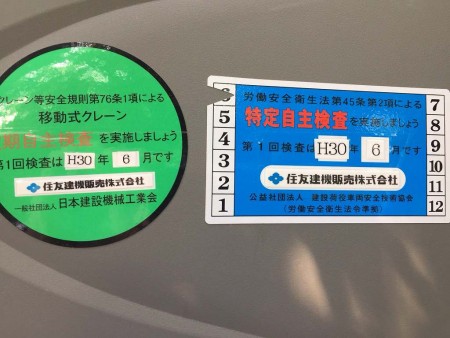 クレーン等安全規則第76条1項による
移動式クレーン
期自主検査を実施しましょう
第1回検査は H30 年 6 月です
住友建機販売株式会社
一般社団法人 日本建設機械工業会
労働安全衛生法第45条第2項による
特定自主検査を実施しましょう
第1回検査は H30 年 6 月です
住友建機販売株式会社
公益社団法人 建設荷役車両安全技術協会
(労働安全衛生法令準拠)
6
5
4
3
2
1
7
8
9
10
11
12